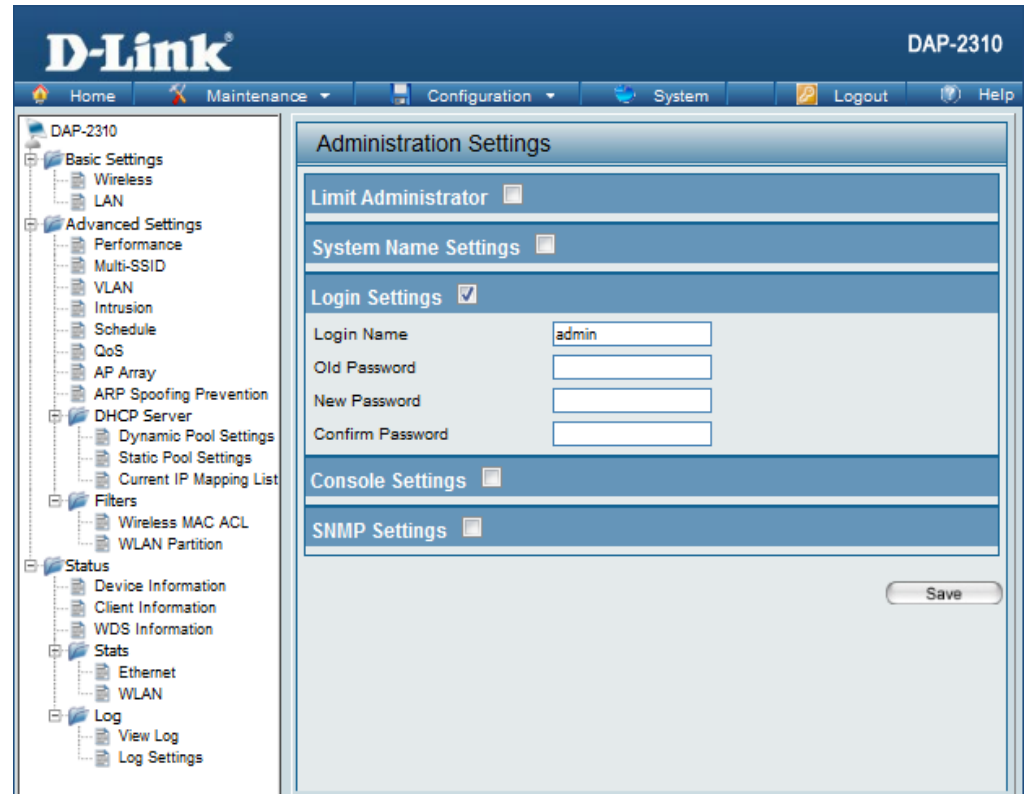 D-Link®
DAP-2310
Home Maintenance Configuration System Logout Help
DAP-2310
Basic Settings
Wireless
LAN
Advanced Settings
Performance
Multi-SSID
VLAN
Intrusion
Schedule
QoS
AP Array
ARP Spoofing Prevention
DHCP Server
Dynamic Pool Settings
Static Pool Settings
Current IP Mapping List
Filters
Wireless MAC ACL
WLAN Partition
Status
Device Information
Client Information
WDS Information
Stats
Ethernet
WLAN
Log
View Log
Log Settings
Administration Settings
Limit Administrator
System Name Settings
Login Settings
Login Name admin
Old Password
New Password
Confirm Password
Console Settings
SNMP Settings
Save